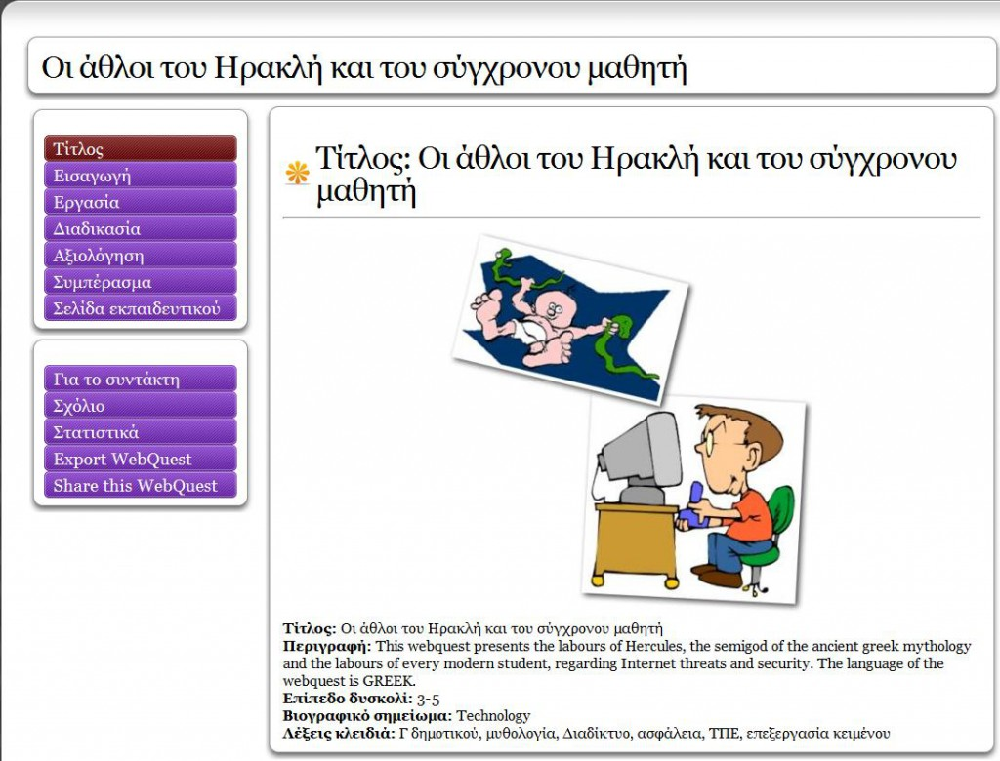 Οι άθλοι του Ηρακλή και του σύγχρονου μαθητή
Τίτλος
Εισαγωγή
Εργασία
Διαδικασία
Αξιολόγηση
Συμπέρασμα
Σελίδα εκπαιδευτικού
Για το συντάκτη
Σχόλιο
Στατιστικά
Export WebQuest
Share this WebQuest
Τίτλος: Οι άθλοι του Ηρακλή και του σύγχρονου
μαθητή
Τίτλος: Οι άθλοι του Ηρακλή και του σύγχρονου μαθητή
Περιγραφή: This webquest presents the labours of Hercules, the semigod of the ancient greek mythology
and the labours of every modern student, regarding Internet threats and security. The language of the
webquest is GREEK.
Επίπεδο δυσκολί: 3-5
Βιογραφικό σημείωμα: Technology
Λέξεις κλειδιά: Γ δημοτικού, μυθολογία, Διαδίκτυο, ασφάλεια, ΤΠΕ, επεξεργασία κειμένου